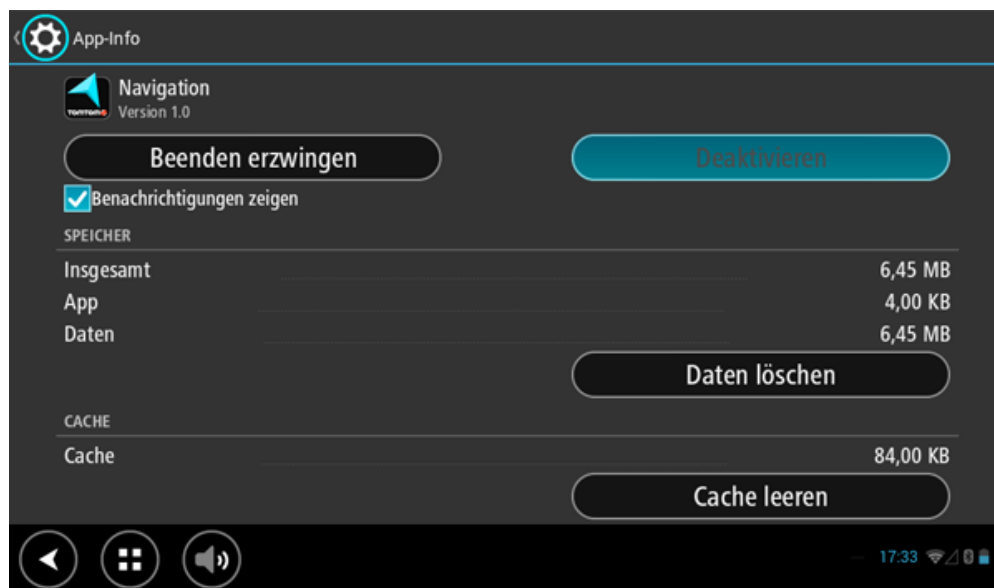 App-Info
Navigation
TOMTOM
Version 1.0
Beenden erzwingen
Deaktivieren
Benachrichtigungen zeigen
SPEICHER
Insgesamt 6,45 MB
App 4,00 KB
Daten 6,45 MB
Daten löschen
CACHE
Cache 84,00 KB
Cache leeren
17:33